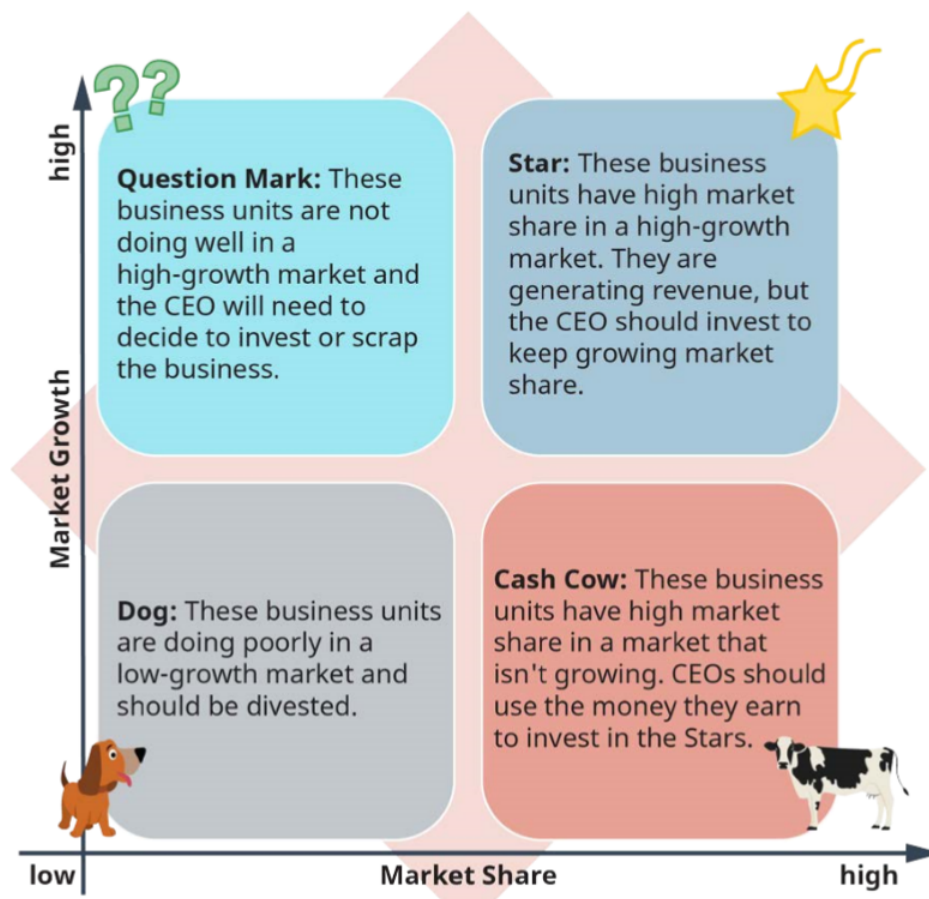 ??
high
Question Mark: These
business units are not
doing well in a
high-growth market and
the CEO will need to
decide to invest or scrap
the business.
Star: These business
units have high market
share in a high-growth
market. They are
generating revenue, but
the CEO should invest to
keep growing market
share.
Market Growth
Dog: These business units
are doing poorly in a
low-growth market and
should be divested.
Cash Cow: These business
units have high market
share in a market that
isn't growing. CEOs should
use the money they earn
to invest in the Stars.
low
Market Share
high